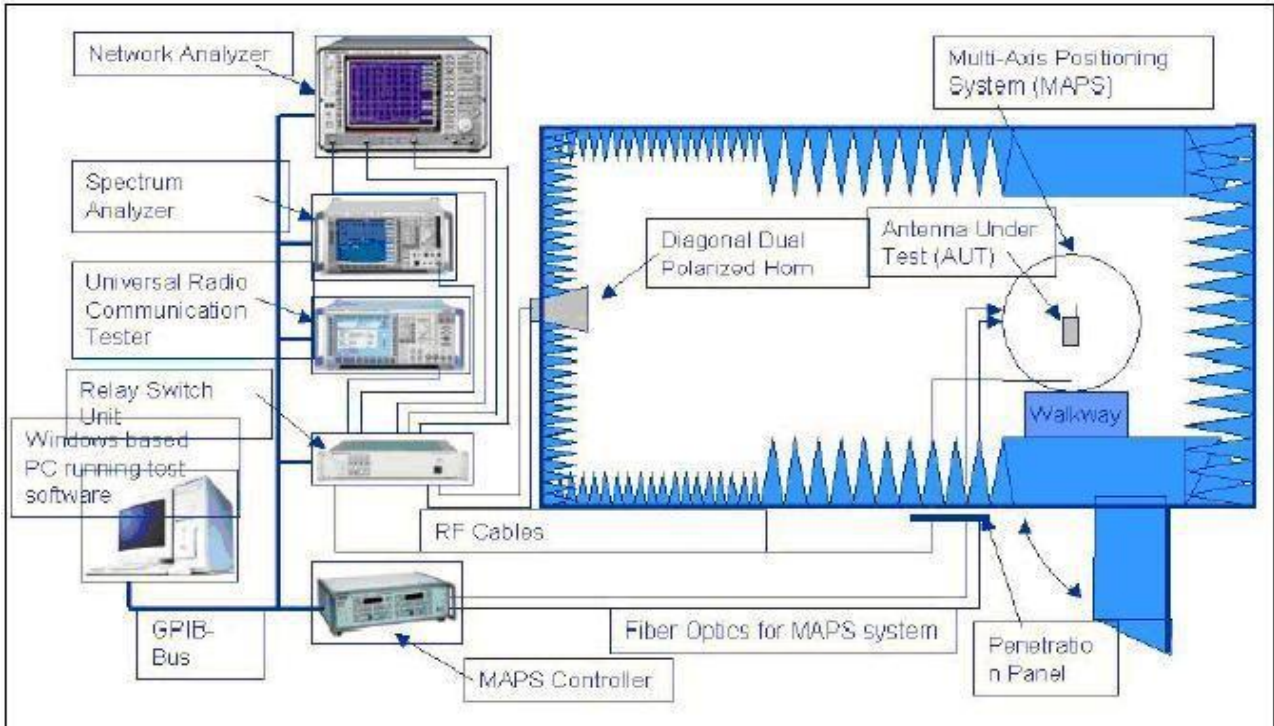 Network Analyzer
Multi-Axis Positioning
System (MAPS)
Spectrum
Analyzer
Diagonal Dual
Polarized Horn
Antenna Under
Test (AUT)
Universal Radio
Communication
Tester
Relay Switch
Unit
Walkway
Windows based
PC running test
software
RF Cables
GPIB-
Bus
MAPS Controller
Fiber Optics for MAPS system
Penetratio
n Panel